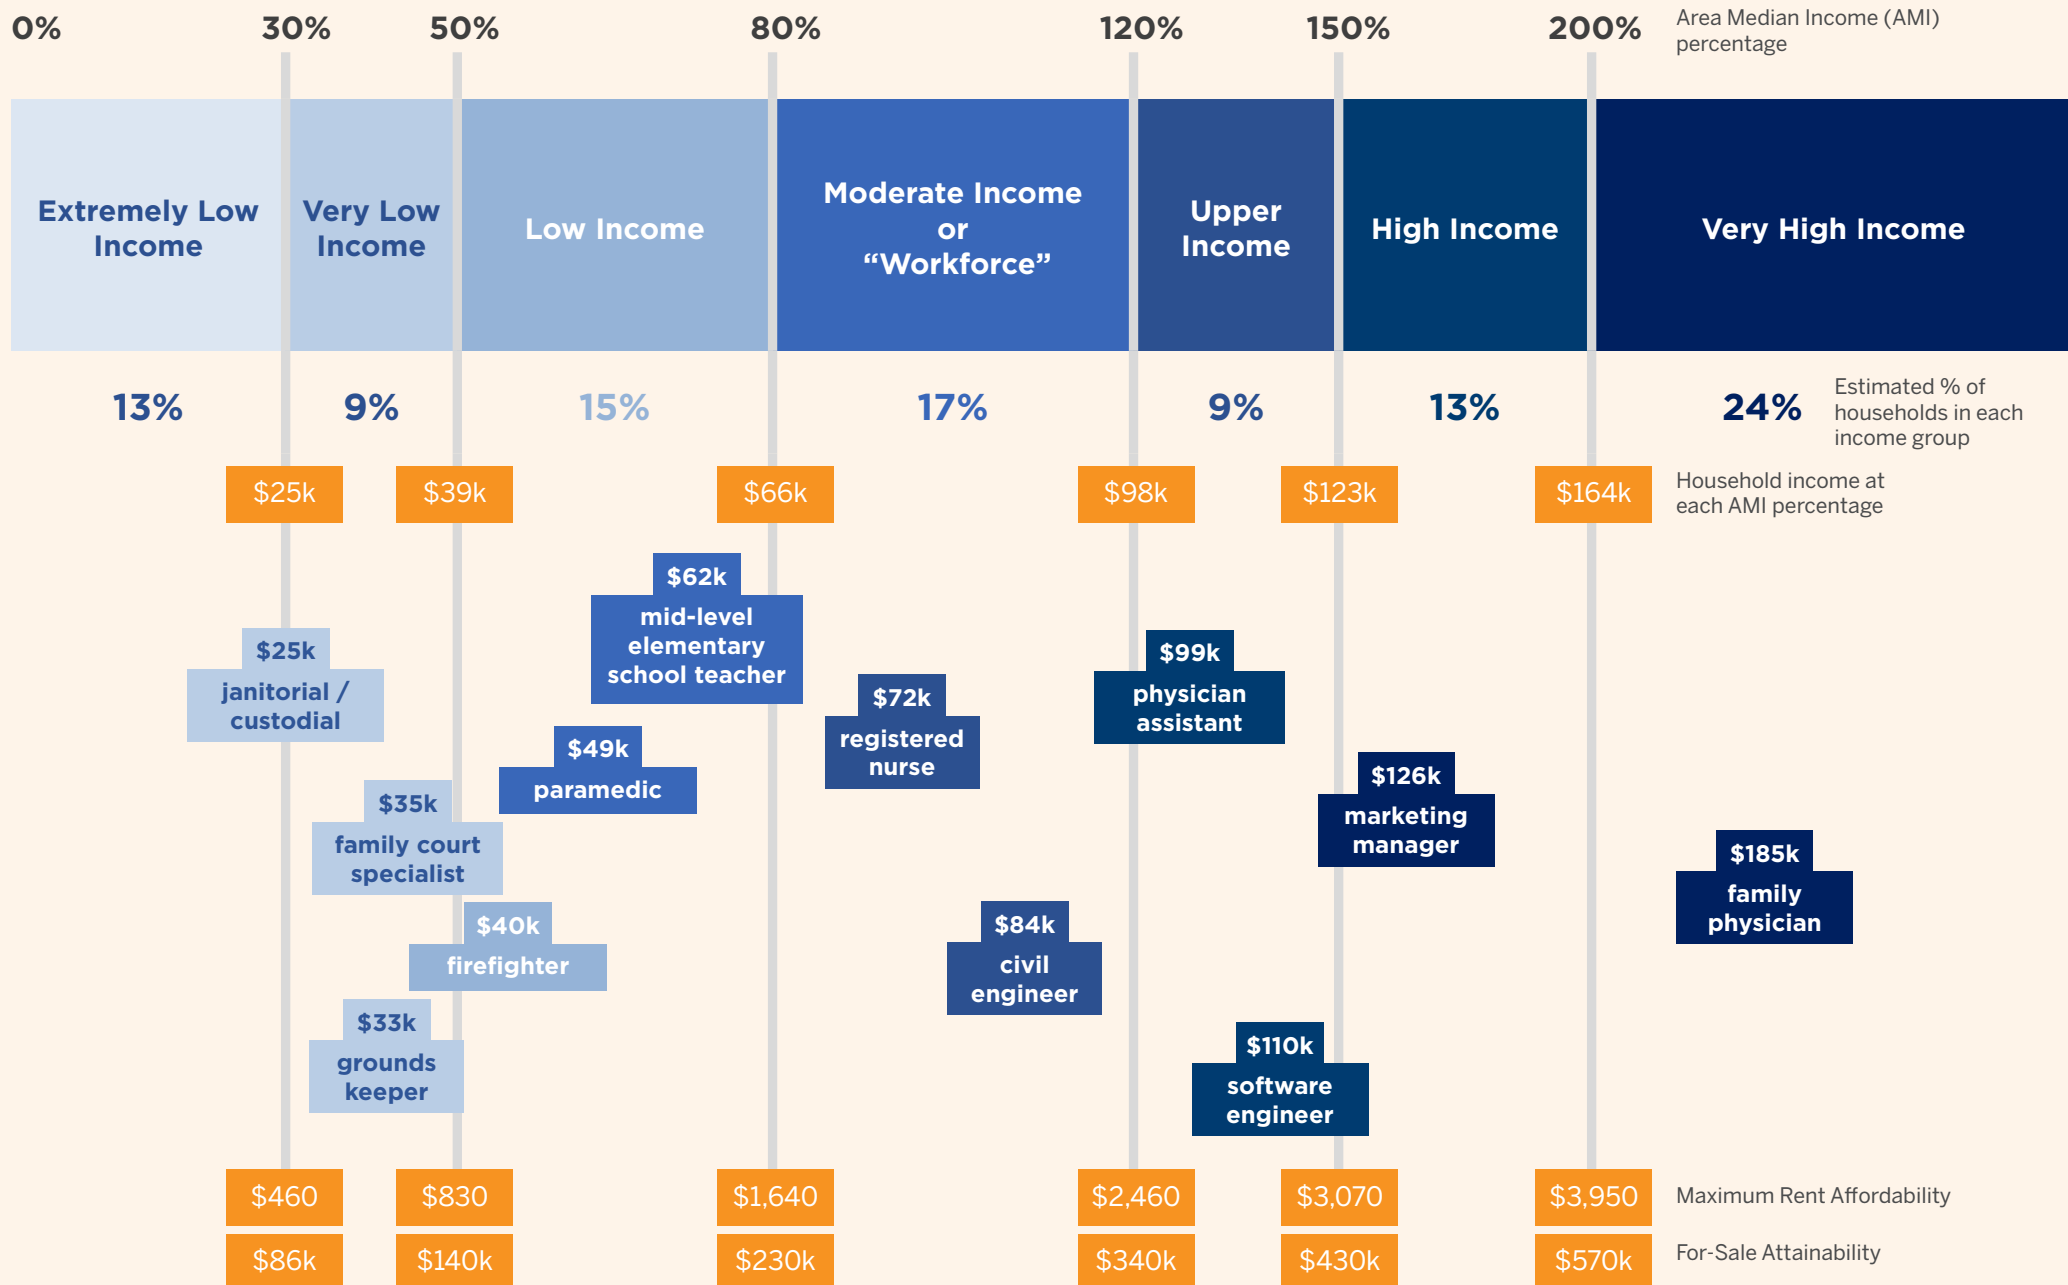 0% 30% 50% 80% 120% 150% 200% Area Median Income (AMI)
percentage
Extremely Low
Income
Very Low
Income
Low Income
Moderate Income
or
“Workforce”
Upper
Income
High Income
Very High Income
13% 9% 15% 17% 9% 13% 24%
Estimated % of
households in each
income group
$25k $39k $66k $98k $123k $164k
Household income at
each AMI percentage
$62k
mid-level
elementary
school teacher
$25k
janitorial /
custodial
$99k
physician
assistant
$72k
registered
nurse
$49k
paramedic
$126k
marketing
manager
$35k
family court
specialist
$185k
family
physician
$40k
firefighter
$84k
civil
engineer
$33k
grounds
keeper
$110k
software
engineer
$460 $830 $1,640 $2,460 $3,070 $3,950 Maximum Rent Affordability
$86k $140k $230k $340k $430k $570k For-Sale Attainability